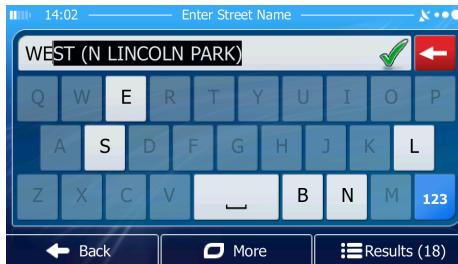 14:02 Enter Street Name
WEST (N LINCOLN PARK)
Q W E R T Y U I O P
A S D F G H J K L
Z X C V B N M 123
Back More Results (18)